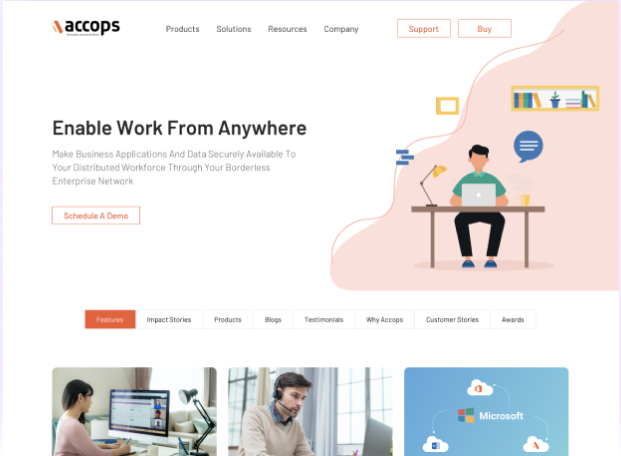 accops
Products Solutions Resources Company Support Buy
Enable Work From Anywhere
Make Business Applications And Data Securely Available To
Your Distributed Workforce Through Your Borderless
Enterprise Network
Schedule A Demo
Features Impact Stories Products Blogs Testimonials Why Accops Customer Stories Awards
Microsoft